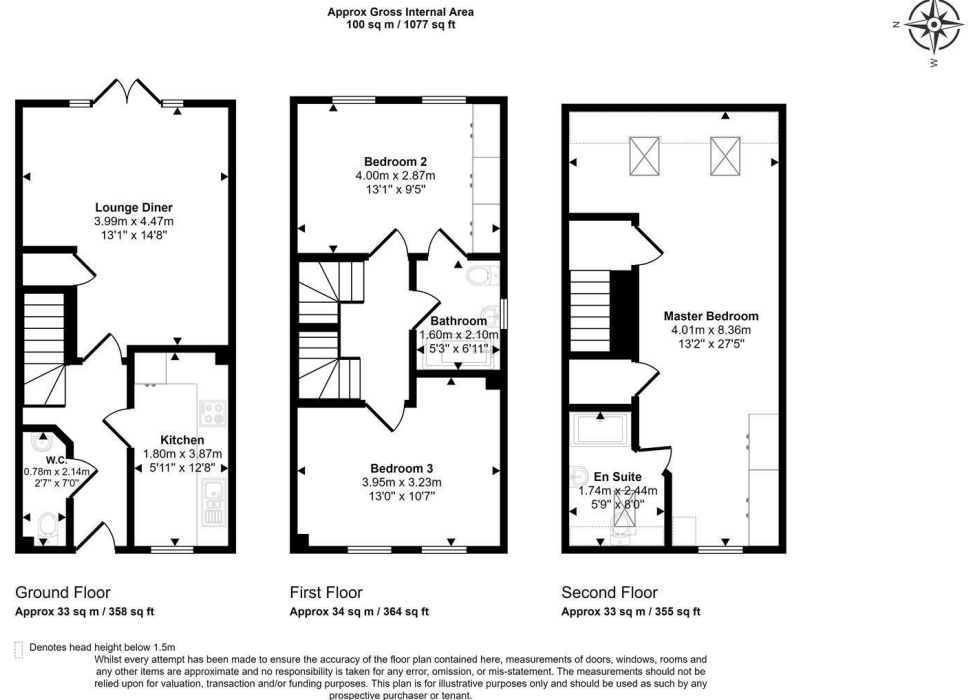 Approx Gross Internal Area
100 sq m / 1077 sq ft
N
W
Lounge Diner
3.99m x 4.47m
13'1" x 14'8"
Kitchen
1.80m x 3.87m
5'11" x 12'8"
W.C.
0.78m x 2.14m
2'7" x 7'0"
Bedroom 2
4.00m x 2.87m
13'1" x 9'5"
Bathroom
1.60m x 2.10m
5'3" x 6'11"
Bedroom 3
3.95m x 3.23m
13'0" x 10'7"
Master Bedroom
4.01m x 8.36m
13'2" x 27'5"
En Suite
1.74m x 2.44m
5'9" x 8'0"
Ground Floor
Approx 33 sq m / 358 sq ft
First Floor
Approx 34 sq m / 364 sq ft
Second Floor
Approx 33 sq m / 355 sq ft
Denotes head height below 1.5m
Whilst every attempt has been made to ensure the accuracy of the floor plan contained here, measurements of doors, windows, rooms and
any other items are approximate and no responsibility is taken for any error, omission, or mis-statement. The measurements should not be
relied upon for valuation, transaction and/or funding purposes. This plan is for illustrative purposes only and should be used as such by any
prospective purchaser or tenant.